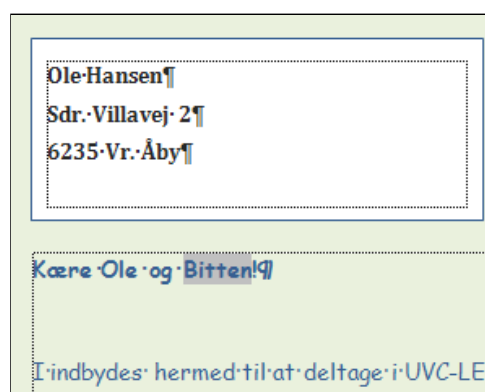 Ole Hansen¶
Sdr. Villavej 2¶
6235 Vr. Åby¶
Kære Ole og Bitten!¶
I indbydes hermed til at deltage i UVC-LE